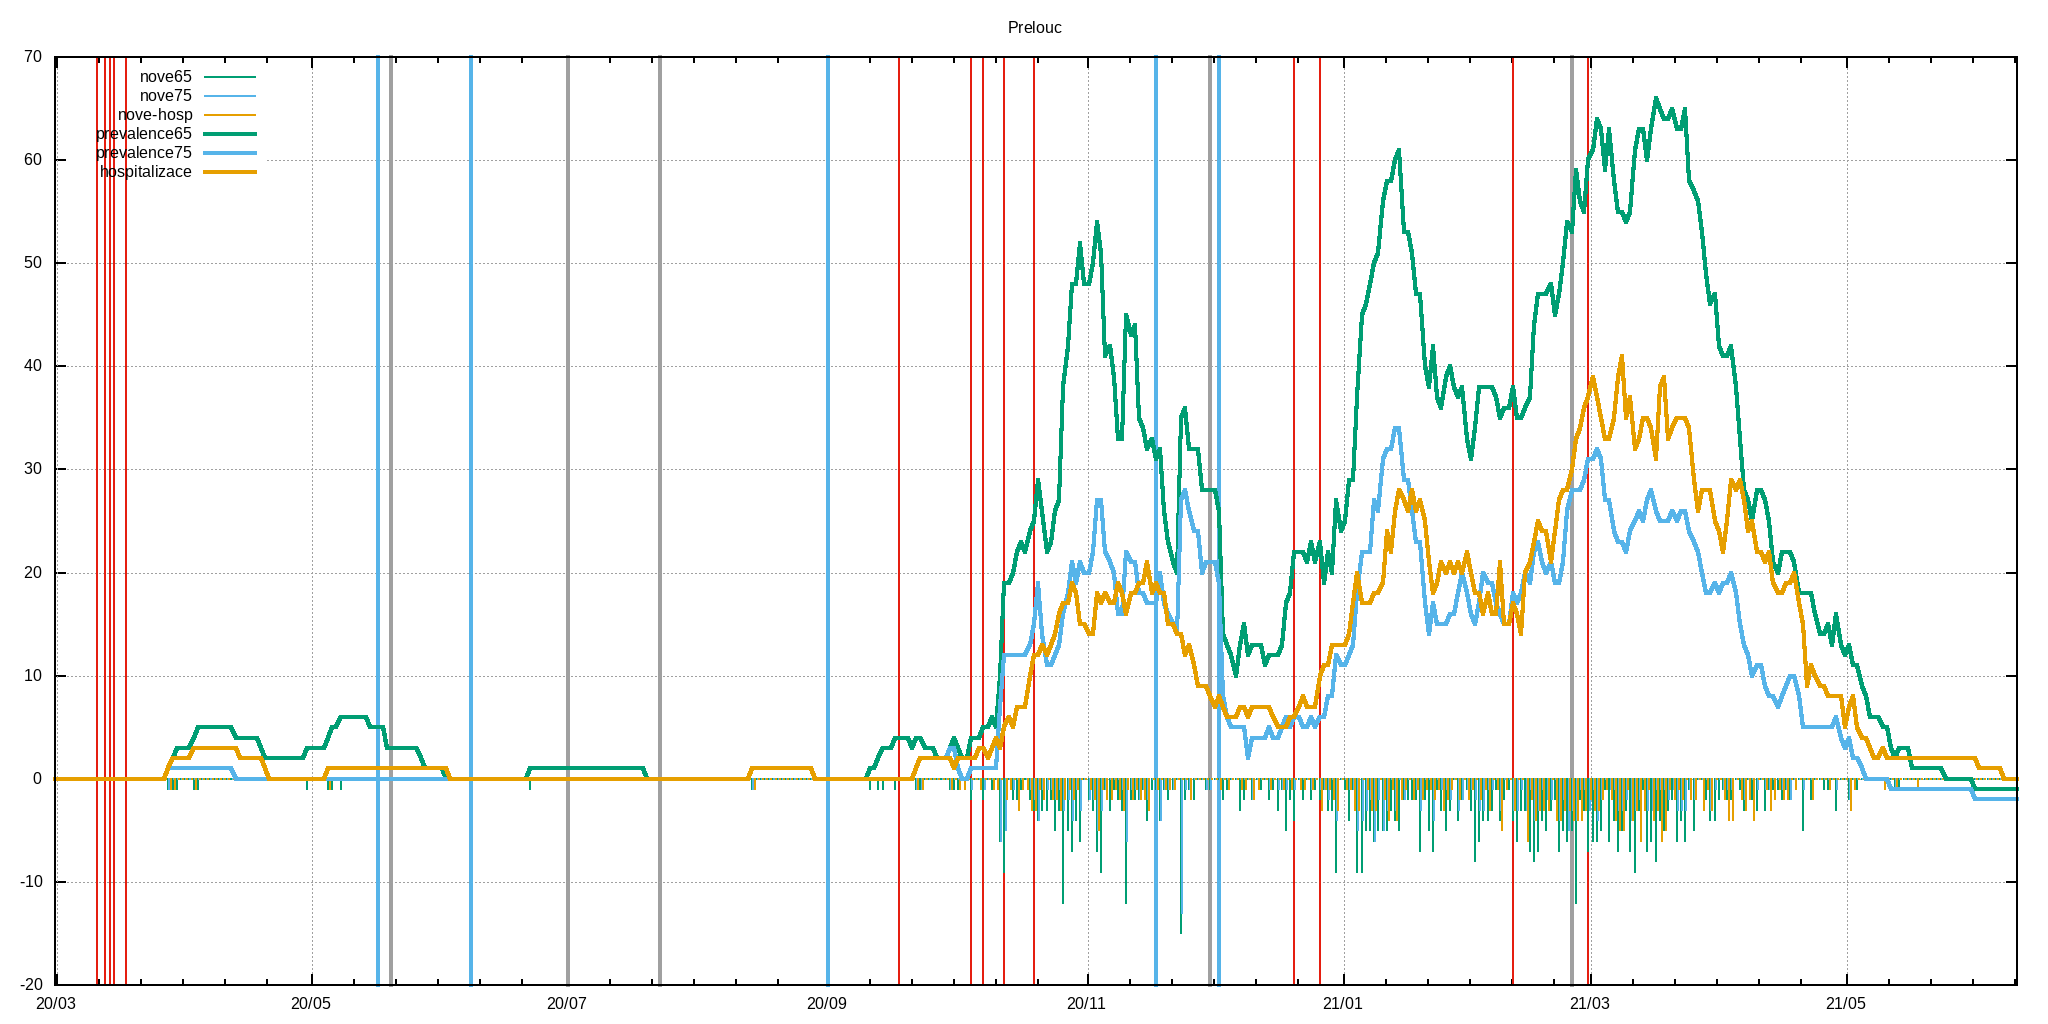 Prelouc
70
nove65
nove75
nove-hosp
prevalence65
prevalence75
hospitalizace
60
50
40
30
20
10
0
-10
-20
20/03 20/05 20/07 20/09 20/11 21/01 21/03 21/05